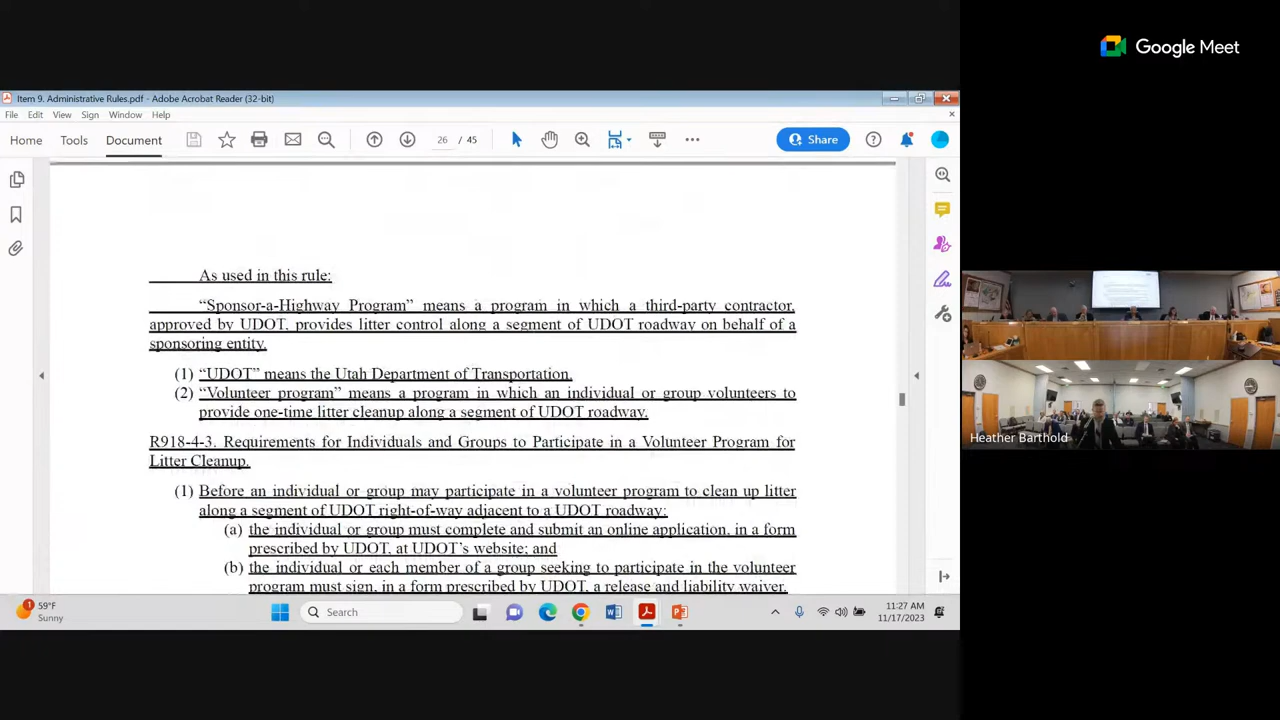 Google Meet
Item 9. Administrative Rules.pdf - Adobe Acrobat Reader (32-bit)
File Edit View Sign Window Help
Home Tools Document 26 / 45 Share
As used in this rule:
“Sponsor-a-Highway Program” means a program in which a third-party contractor,
approved by UDOT, provides litter control along a segment of UDOT roadway on behalf of a
sponsoring entity.
(1) “UDOT” means the Utah Department of Transportation.
(2) “Volunteer program” means a program in which an individual or group volunteers to
provide one-time litter cleanup along a segment of UDOT roadway.
R918-4-3. Requirements for Individuals and Groups to Participate in a Volunteer Program for
Litter Cleanup.
(1) Before an individual or group may participate in a volunteer program to clean up litter
along a segment of UDOT right-of-way adjacent to a UDOT roadway:
(a) the individual or group must complete and submit an online application, in a form
prescribed by UDOT, at UDOT’s website; and
(b) the individual or each member of a group seeking to participate in the volunteer
program must sign, in a form prescribed by UDOT, a release and liability waiver.
Heather Barthold
1
59°F
Sunny
Search
11:27 AM
11/17/2023